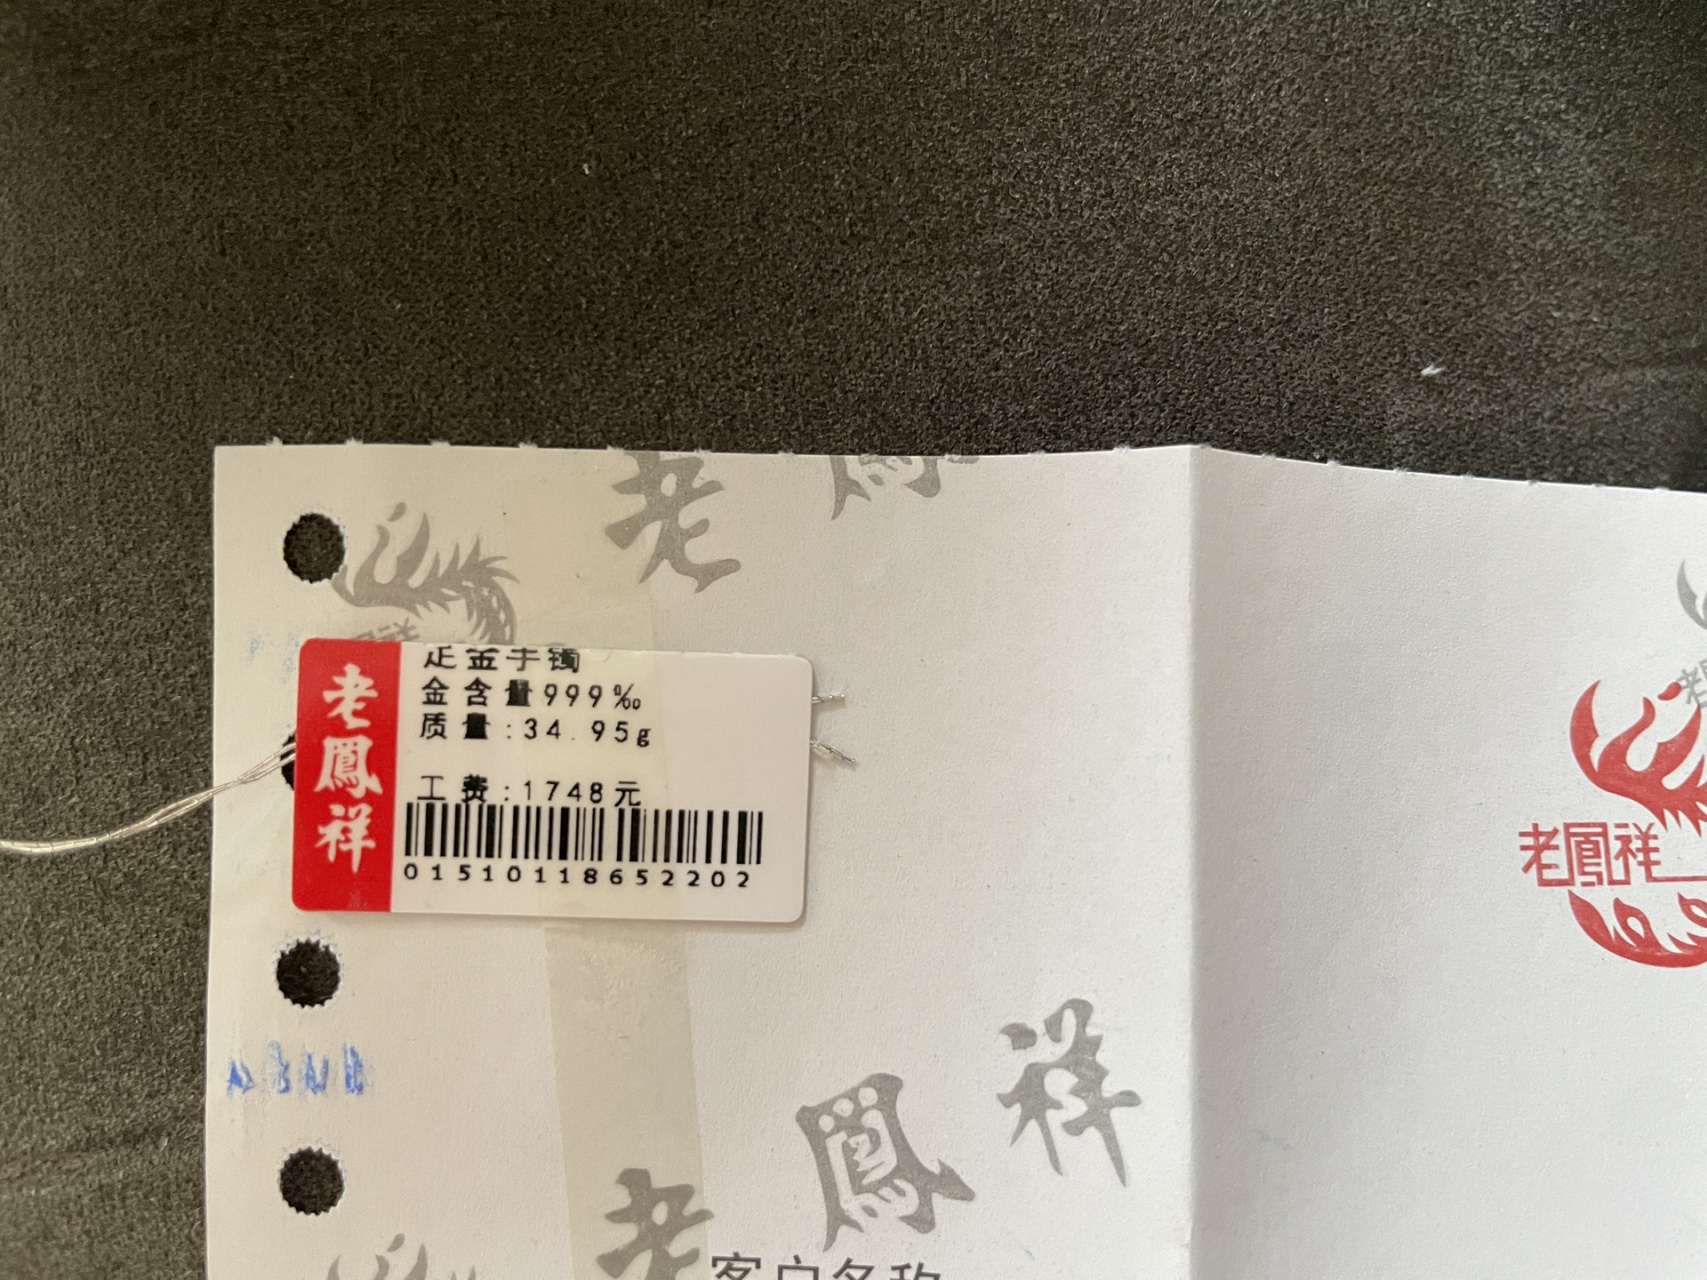 老 鳳
老鳳祥
足金手镯
金含量999‰
质量:34.95g
工费:1748元
01510118652202
老鳳祥
老鳳祥
客户名称